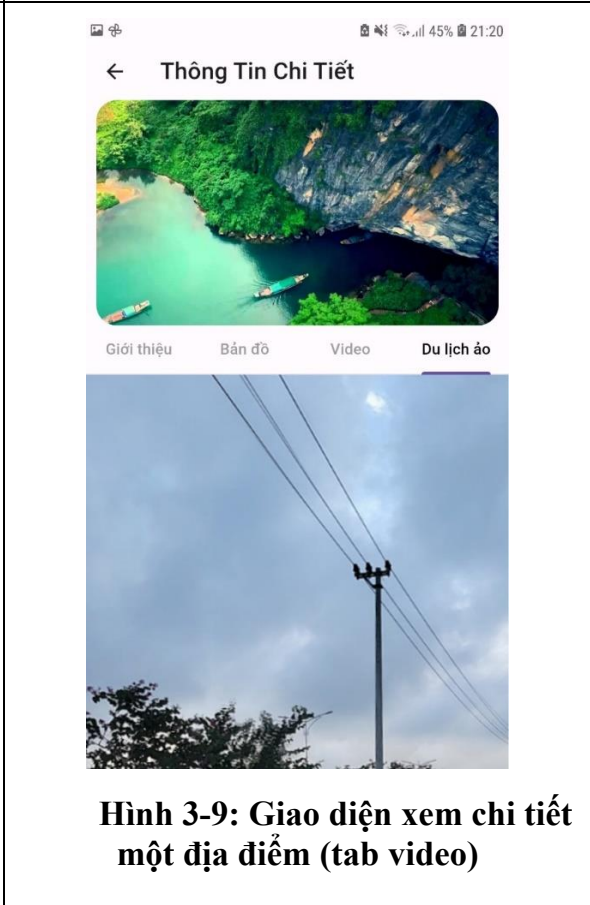 45% 21:20
Thông Tin Chi Tiết
Giới thiệu Bản đồ Video Du lịch ảo
Hình 3-9: Giao diện xem chi tiết
một địa điểm (tab video)